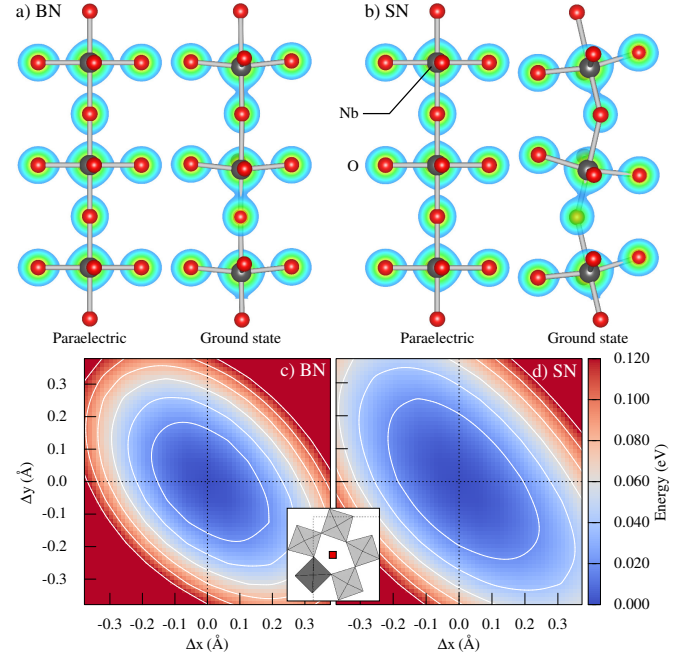 a) BN
b) SN
Nb
O
Paraelectric
Ground state
Paraelectric
Ground state
c) BN
d) SN
0.3
0.2
0.1
0.0
-0.1
-0.2
-0.3
Δy (Å)
-0.3 -0.2 -0.1 0.0 0.1 0.2 0.3
Δx (Å)
-0.3 -0.2 -0.1 0.0 0.1 0.2 0.3
Δx (Å)
0.120
0.100
0.080
0.060
0.040
0.020
0.000
Energy (eV)